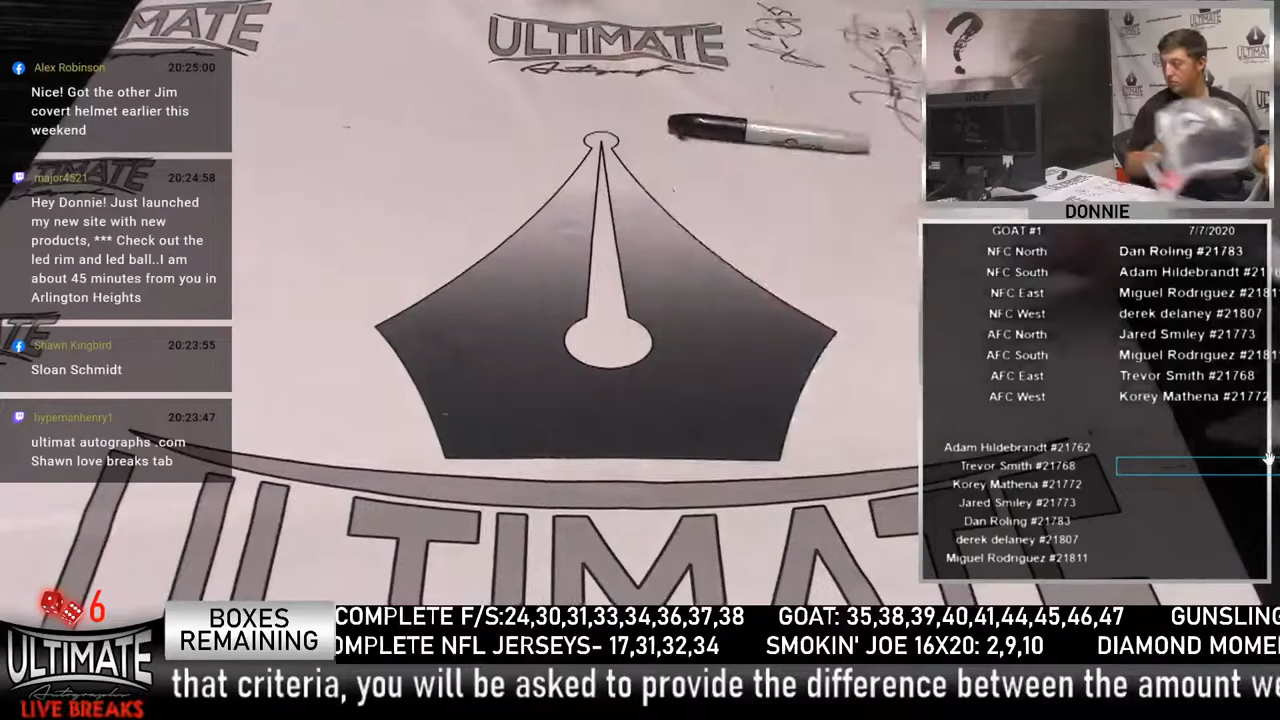 MATE
ULTIMATE
Autographs
Alex Robinson 20:25:00
Nice! Got the other Jim
covert helmet earlier this
weekend
major4521 20:24:58
Hey Donnie! Just launched
my new site with new
products, *** Check out the
led rim and led ball..I am
about 45 minutes from you in
Arlington Heights
Shawn Kingbird 20:23:55
Sloan Schmidt
hypemanhenry1 20:23:47
ultimat autographs .com
Shawn love breaks tab
DONNIE
GOAT #1 7/7/2020
NFC North Dan Roling #21783
NFC South Adam Hildebrandt #217
NFC East Miguel Rodriguez #2181
NFC West derek delaney #21807
AFC North Jared Smiley #21773
AFC South Miguel Rodriguez #2181
AFC East Trevor Smith #21768
AFC West Korey Mathena #21772
Adam Hildebrandt #21762
Trevor Smith #21768
Korey Mathena #21772
Jared Smiley #21773
Dan Roling #21783
derek delaney #21807
Miguel Rodriguez #21811
ULTIMATE
6
ULTIMATE
Autographs
LIVE BREAKS
BOXES
REMAINING
COMPLETE F/S:24,30,31,33,34,36,37,38 GOAT: 35,38,39,40,41,44,45,46,47 GUNSLING
OMPLETE NFL JERSEYS- 17,31,32,34 SMOKIN' JOE 16X20: 2,9,10 DIAMOND MOME
that criteria, you will be asked to provide the difference between the amount we